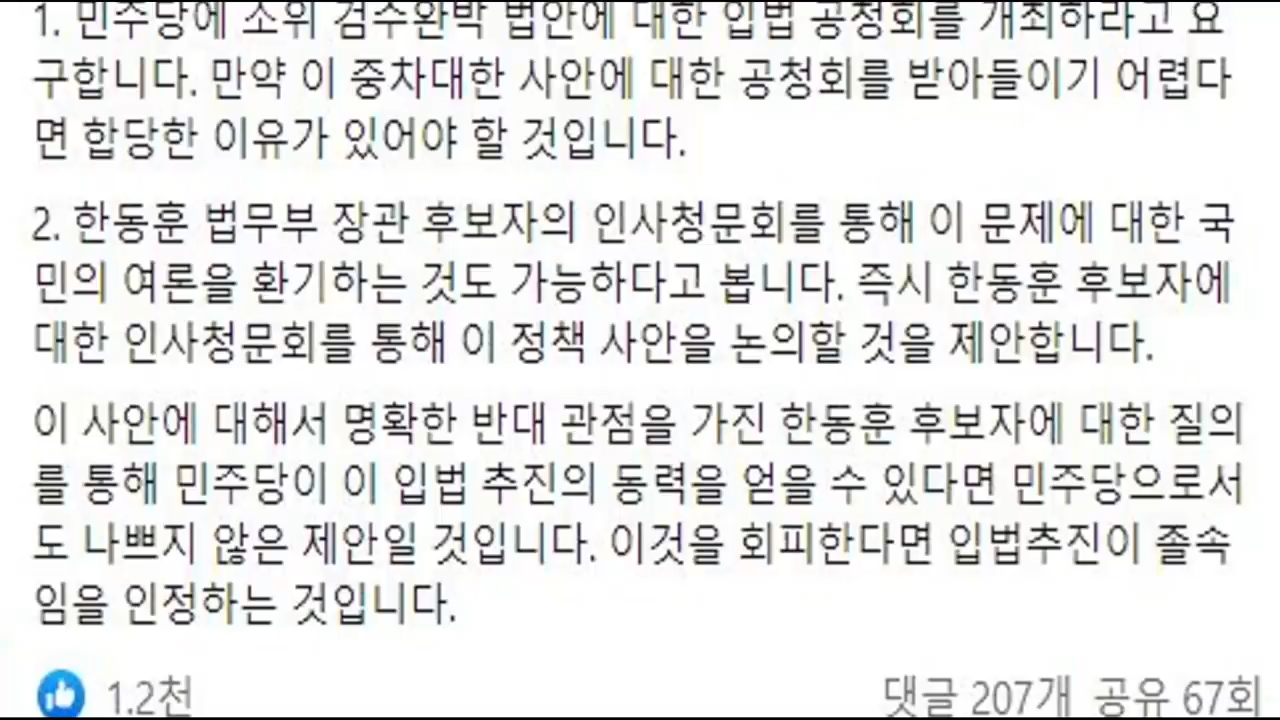 1. 민주당에 소위 검수완박 법안에 대한 입법 공청회를 개최하라고 요
구합니다. 만약 이 중차대한 사안에 대한 공청회를 받아들이기 어렵다
면 합당한 이유가 있어야 할 것입니다.
2. 한동훈 법무부 장관 후보자의 인사청문회를 통해 이 문제에 대한 국
민의 여론을 환기하는 것도 가능하다고 봅니다. 즉시 한동훈 후보자에
대한 인사청문회를 통해 이 정책 사안을 논의할 것을 제안합니다.
이 사안에 대해서 명확한 반대 관점을 가진 한동훈 후보자에 대한 질의
를 통해 민주당이 이 입법 추진의 동력을 얻을 수 있다면 민주당으로서
도 나쁘지 않은 제안일 것입니다. 이것을 회피한다면 입법추진이 졸속
임을 인정하는 것입니다.
1.2천 댓글 207개 공유 67회